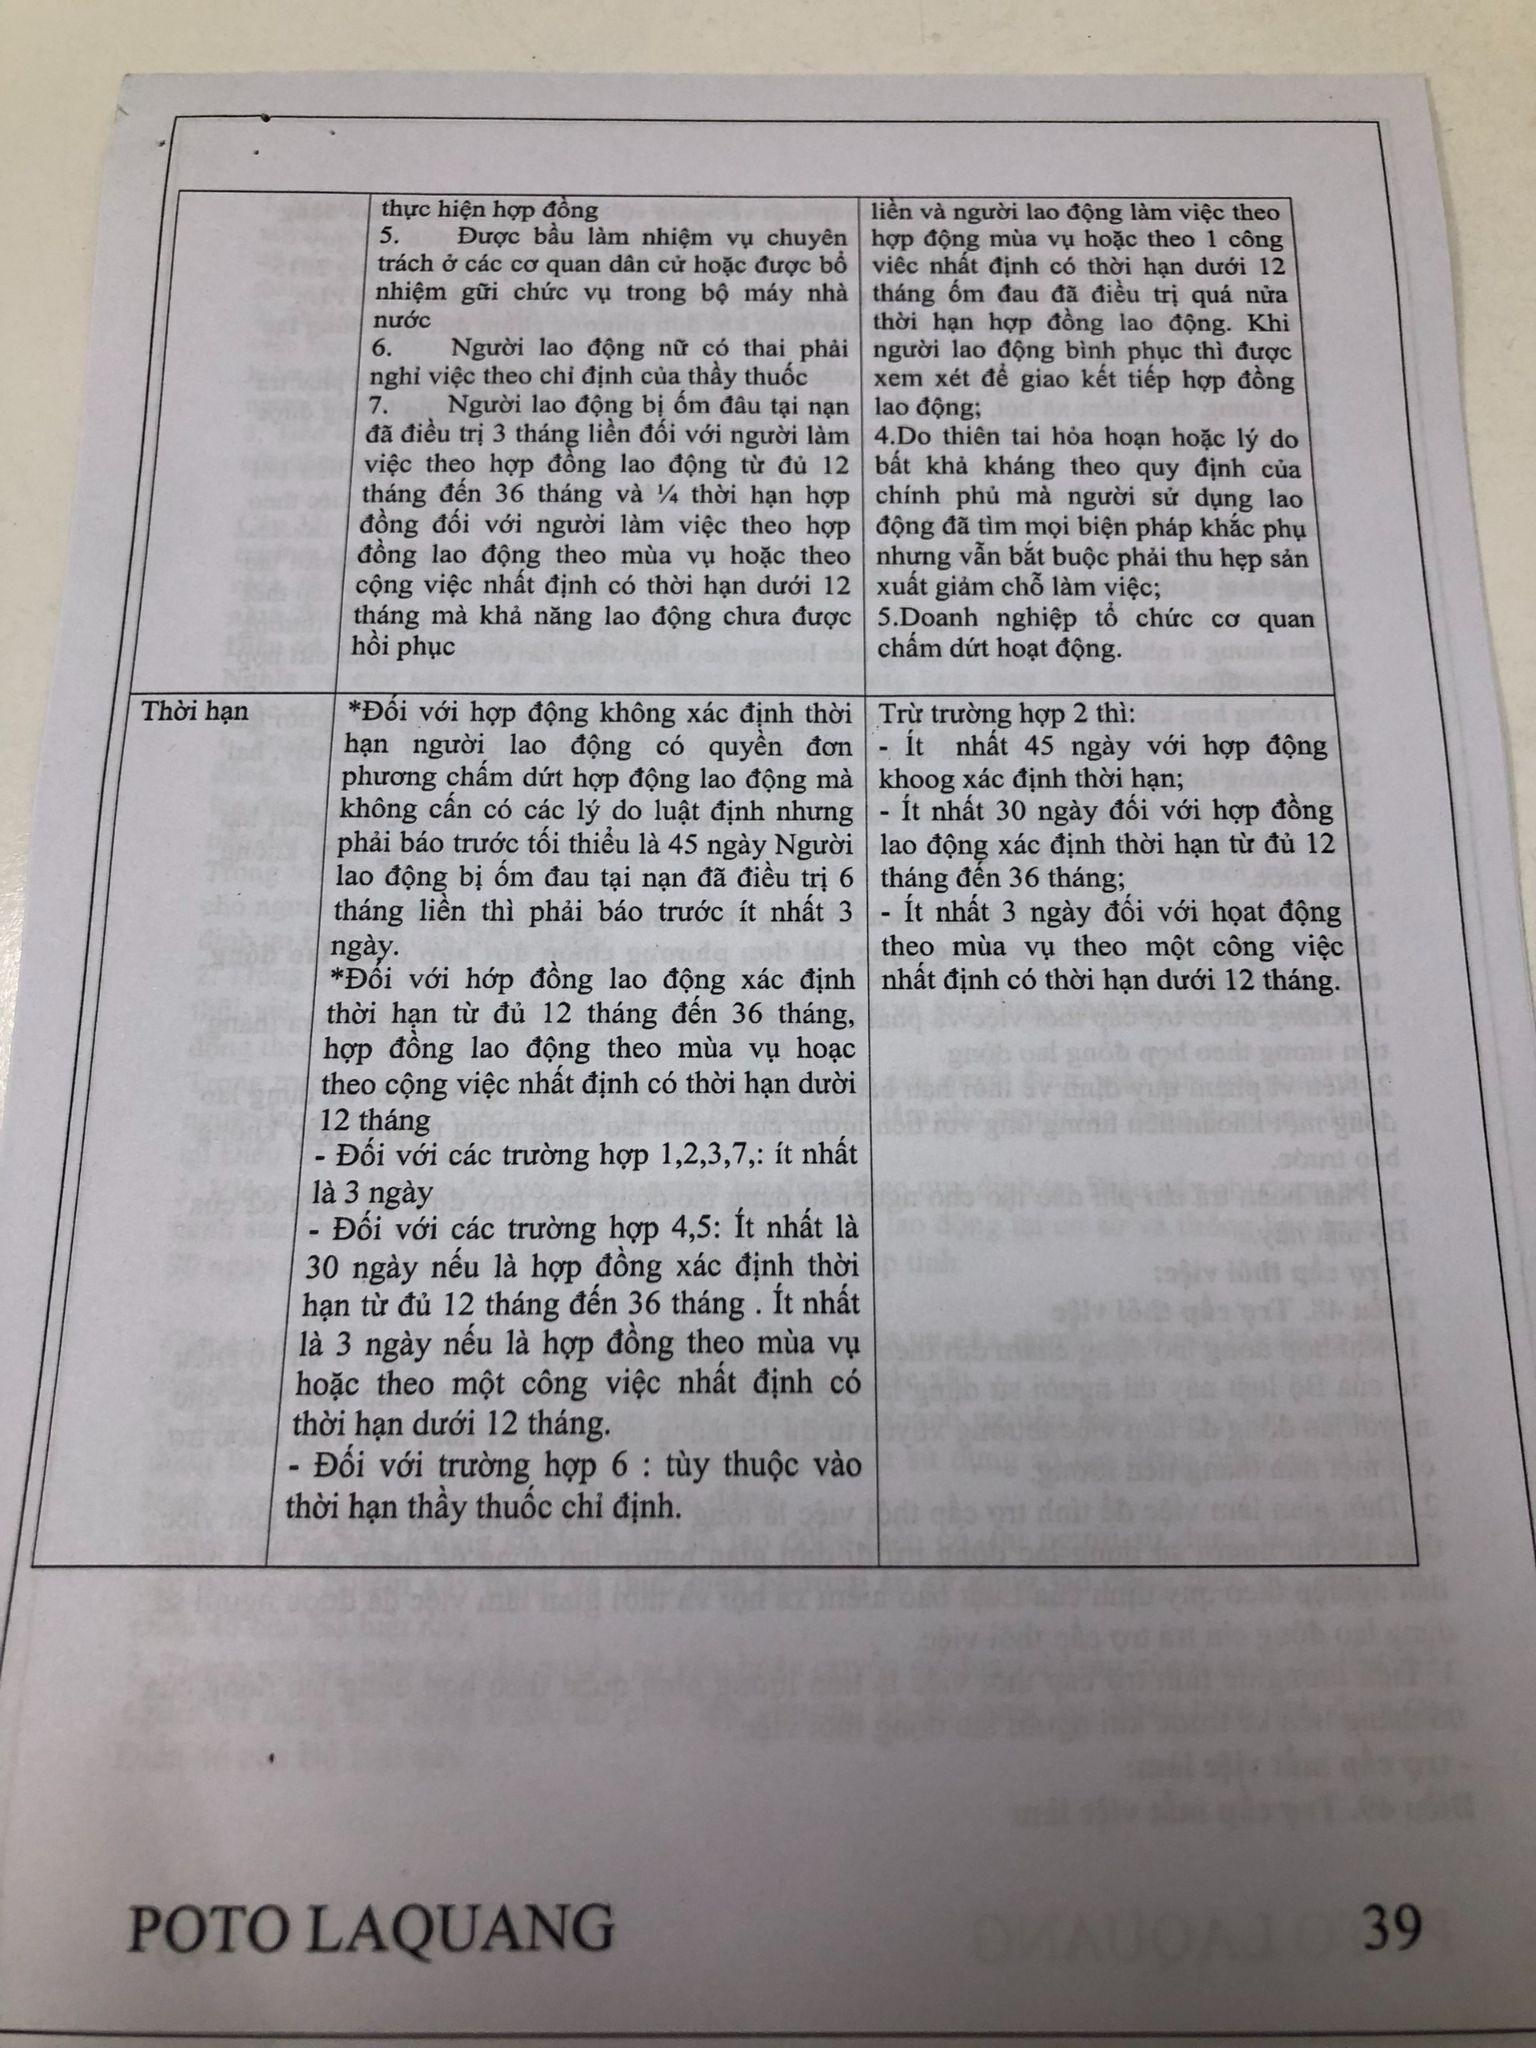 thực hiện hợp đồng
5. Được bầu làm nhiệm vụ chuyên
trách ở các cơ quan dân cử hoặc được bổ
nhiệm gữi chức vụ trong bộ máy nhà
nước
6. Người lao động nữ có thai phải
nghỉ việc theo chỉ định của thầy thuốc
7. Người lao động bị ốm đâu tại nạn
đã điều trị 3 tháng liền đối với người làm
việc theo hợp đồng lao động từ đủ 12
tháng đến 36 tháng và ¼ thời hạn hợp
đồng đối với người làm việc theo hợp
đồng lao động theo mùa vụ hoặc theo
cộng việc nhất định có thời hạn dưới 12
tháng mà khả năng lao động chưa được
hồi phục
liền và người lao động làm việc theo
hợp động mùa vụ hoặc theo 1 công
viêc nhất định có thời hạn dưới 12
tháng ốm đau đã điều trị quá nửa
thời hạn hợp đồng lao động. Khi
người lao động bình phục thì được
xem xét để giao kết tiếp hợp đồng
lao động;
4.Do thiên tai hỏa hoạn hoặc lý do
bất khả kháng theo quy định của
chính phủ mà người sử dụng lao
động đã tìm mọi biện pháp khắc phụ
nhưng vẫn bắt buộc phải thu hẹp sản
xuất giảm chỗ làm việc;
5.Doanh nghiệp tổ chức cơ quan
chấm dứt hoạt động.
Thời hạn
*Đối với hợp động không xác định thời
hạn người lao động có quyền đơn
phương chấm dứt hợp động lao động mà
không cấn có các lý do luật định nhưng
phải báo trước tối thiểu là 45 ngày Người
lao động bị ốm đau tại nạn đã điều trị 6
tháng liền thì phải báo trước ít nhất 3
ngày.
*Đối với hớp đồng lao động xác định
thời hạn từ đủ 12 tháng đến 36 tháng,
hợp đồng lao động theo mùa vụ hoạc
theo cộng việc nhất định có thời hạn dười
12 tháng
- Đối với các trường hợp 1,2,3,7,: ít nhất
là 3 ngày
- Đối với các trường hợp 4,5: Ít nhất là
30 ngày nếu là hợp đồng xác định thời
hạn từ đủ 12 tháng đến 36 tháng . Ít nhất
là 3 ngày nếu là hợp đồng theo mùa vụ
hoặc theo một công việc nhất định có
thời hạn dưới 12 tháng.
- Đối với trường hợp 6 : tùy thuộc vào
thời hạn thầy thuốc chỉ định.
Trừ trường hợp 2 thì:
- Ít nhất 45 ngày với hợp động
khoog xác định thời hạn;
- Ít nhất 30 ngày đối với hợp đồng
lao động xác định thời hạn từ đủ 12
tháng đến 36 tháng;
- Ít nhất 3 ngày đối với họat động
theo mùa vụ theo một công việc
nhất định có thời hạn dưới 12 tháng.
POTO LAQUANG
39